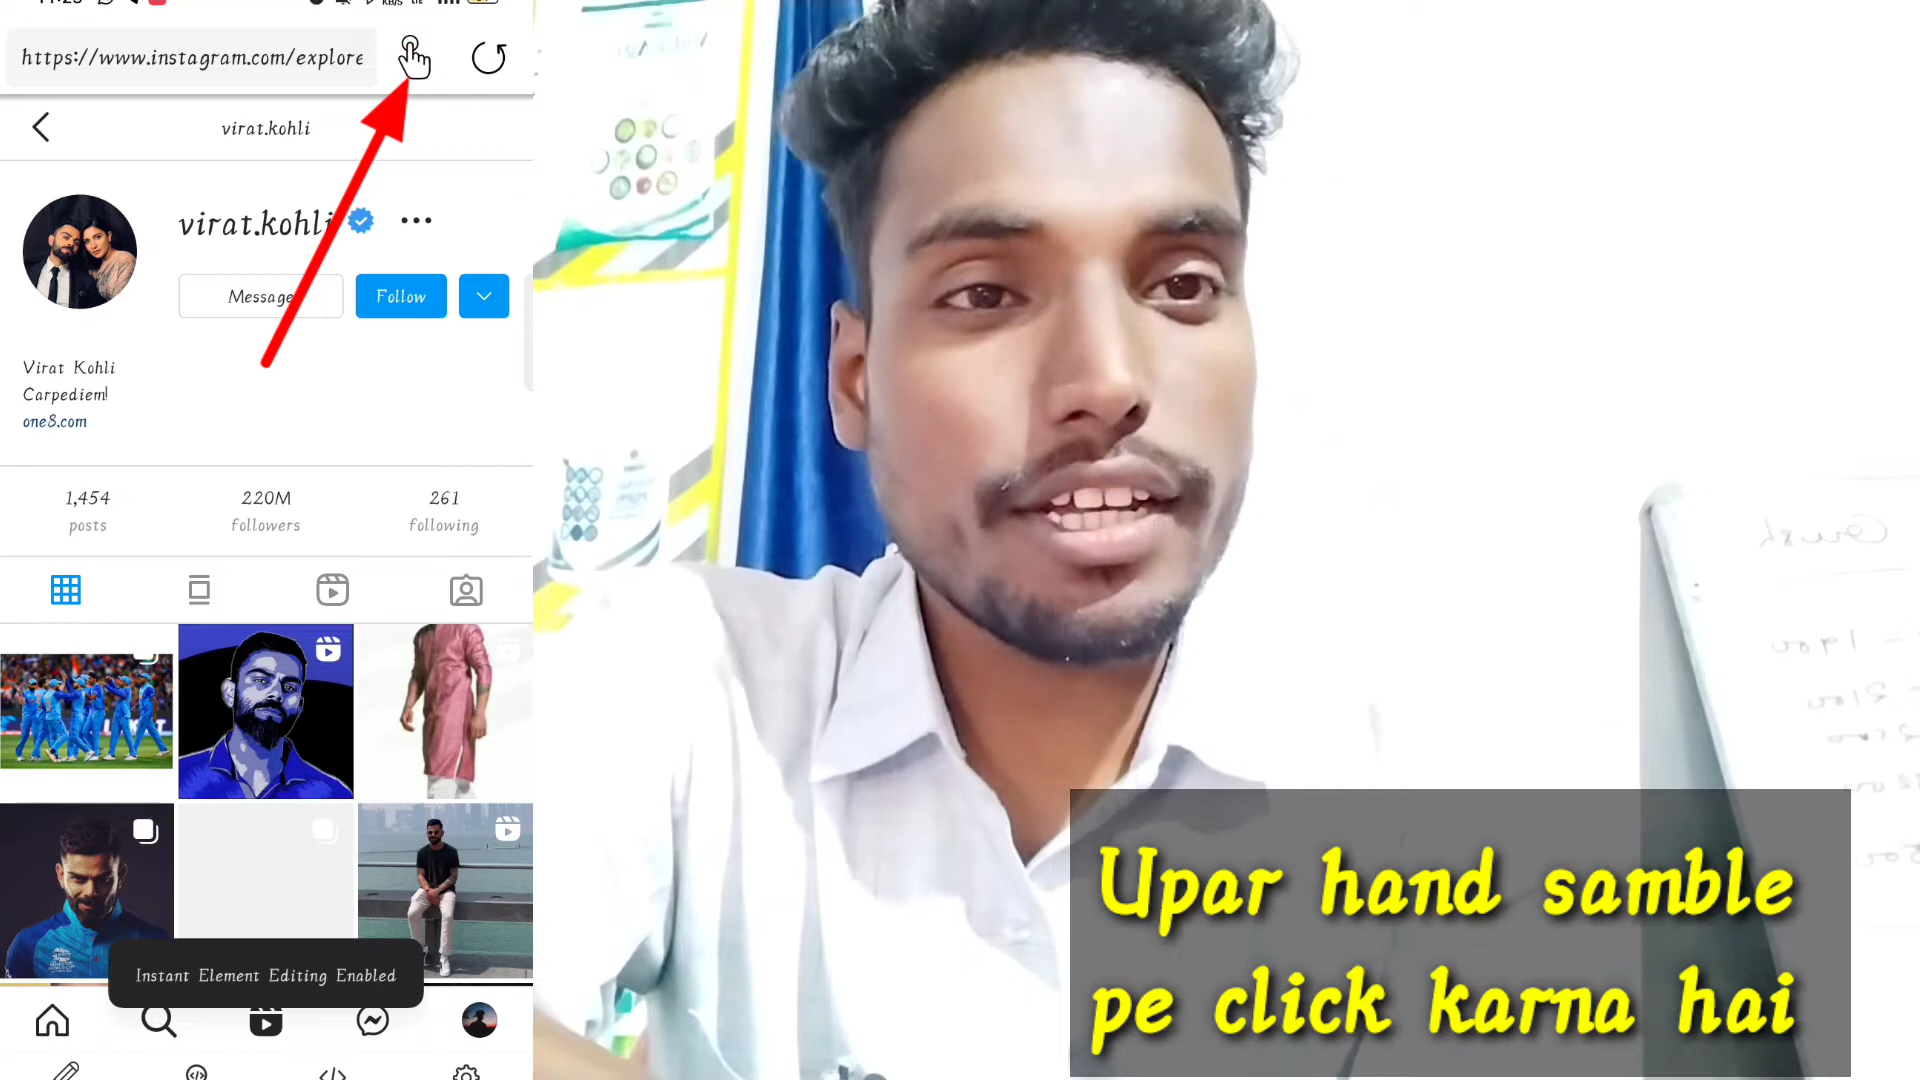 https://www.instagram.com/explore
virat.kohli
virat.kohli
Message
Follow
Virat Kohli
Carpediem!
one8.com
1,454
posts
220M
followers
261
following
Instant Element Editing Enabled
Upar hand samble
pe click karna hai